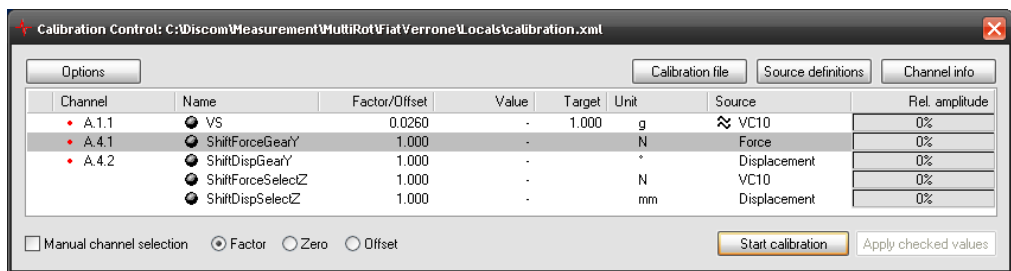 Calibration Control: C:\Discom\Measurement\MultiRot\FiatVerrone\Locals\calibration.xml
Options Calibration file Source definitions Channel info
Channel Name Factor/Offset Value Target Unit Source Rel. amplitude
A.1.1 VS 0.0260 - 1.000 g VC10 0%
A.4.1 ShiftForceGearY 1.000 - N Force 0%
A.4.2 ShiftDispGearY 1.000 - ° Displacement 0%
ShiftForceSelectZ 1.000 - N VC10 0%
ShiftDispSelectZ 1.000 - mm Displacement 0%
Manual channel selection Factor Zero Offset Start calibration Apply checked values